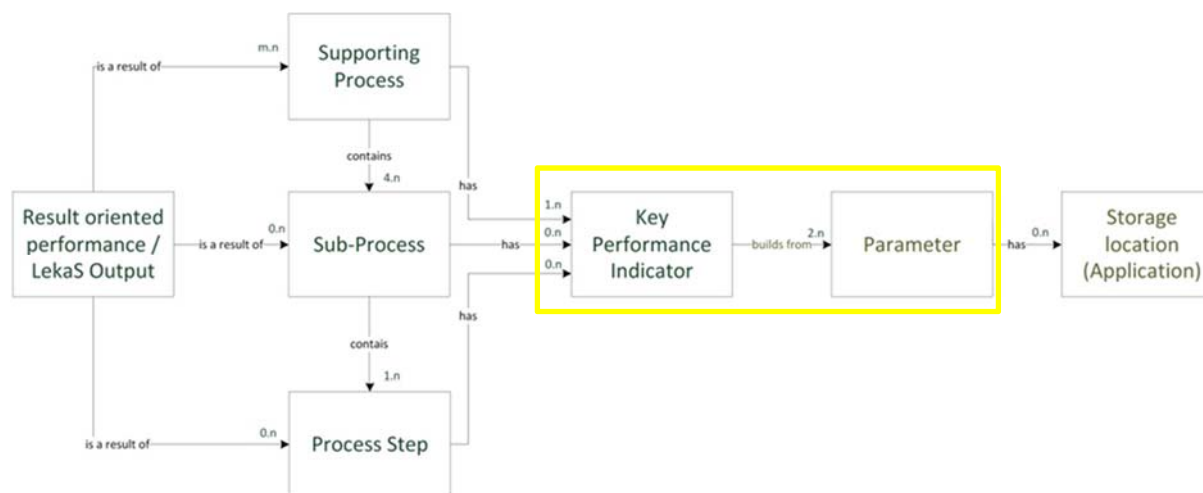 m.n
is a result of
Supporting
Process
contains
4.n
has
Result oriented
performance /
LekaS Output
0.n
is a result of
Sub-Process
has
1.n
0.n
0.n
Key
Performance
Indicator
builds from
2.n
Parameter
has
0.n
Storage
location
(Application)
has
contais
1.n
0.n
is a result of
Process Step